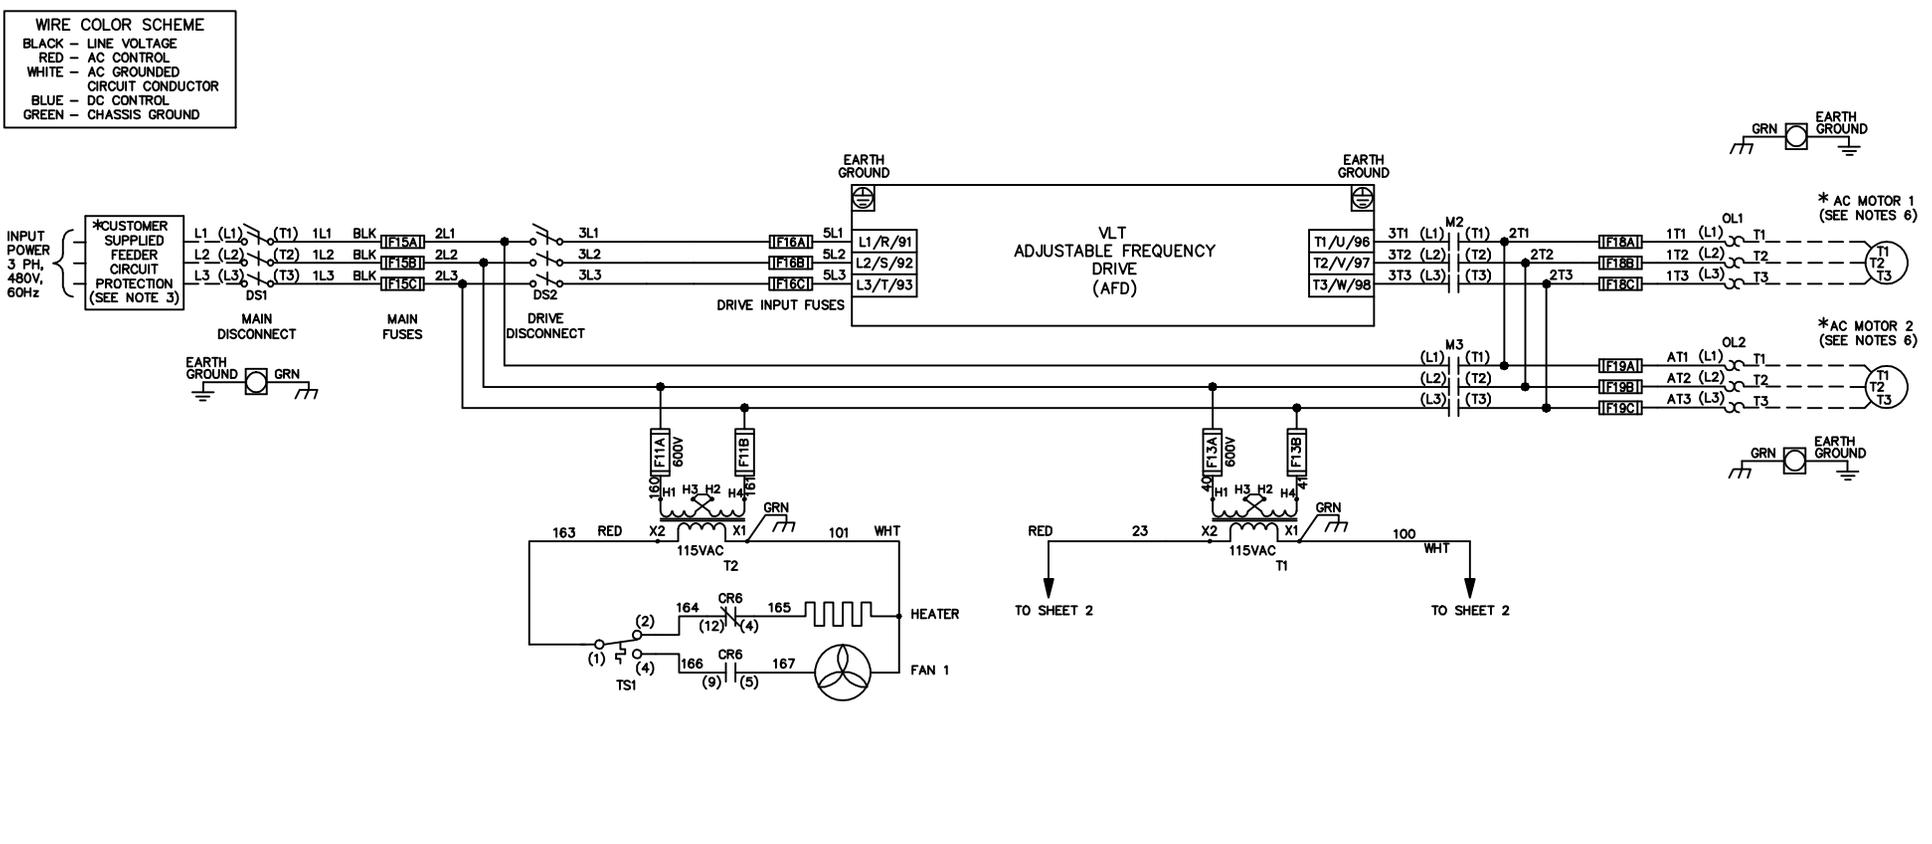 WIRE COLOR SCHEME
BLACK – LINE VOLTAGE
RED – AC CONTROL
WHITE – AC GROUNDED
CIRCUIT CONDUCTOR
BLUE – DC CONTROL
GREEN – CHASSIS GROUND
INPUT
POWER
3 PH,
480V,
60Hz
*CUSTOMER
SUPPLIED
FEEDER
CIRCUIT
PROTECTION
(SEE NOTE 3)
L1 (L1) (T1) 1L1 BLK F15A 2L1
L2 (L2) (T2) 1L2 BLK F15B 2L2
L3 (L3) (T3) 1L3 BLK F15C 2L3
DS1
MAIN
DISCONNECT
MAIN
FUSES
EARTH
GROUND GRN
3L1 F16A 5L1
3L2 F16B 5L2
3L3 F16C 5L3
DS2
DRIVE
DISCONNECT
DRIVE INPUT FUSES
EARTH
GROUND
EARTH
GROUND
L1/R/91
L2/S/92
L3/T/93
VLT
ADJUSTABLE FREQUENCY
DRIVE
(AFD)
T1/U/96
T2/V/97
T3/W/98
M2
3T1 (L1) (T1) 2T1 F18A 1T1 (L1) T1
3T2 (L2) (T2) 2T2 F18B 1T2 (L2) T2
3T3 (L3) (T3) 2T3 F18C 1T3 (L3) T3
OL1
GRN
EARTH
GROUND
* AC MOTOR 1
(SEE NOTES 6)
T1
T2
T3
M3
(L1) (T1) F19A AT1 (L1) T1
(L2) (T2) F19B AT2 (L2) T2
(L3) (T3) F19C AT3 (L3) T3
OL2
*AC MOTOR 2
(SEE NOTES 6)
T1
T2
T3
GRN
EARTH
GROUND
F11A
600V
F11B
160
161
H1 H3 H2 H4
GRN
163 RED X2 X1 101 WHT
115VAC
T2
F13A
600V
F13B
40
41
H1 H3 H2 H4
GRN
RED 23 X2 X1 100
WHT
115VAC
T1
TO SHEET 2
TO SHEET 2
CR6
164 165
(12) (4)
HEATER
(2)
(1)
(4)
TS1
CR6
166 167
(9) (5)
FAN 1